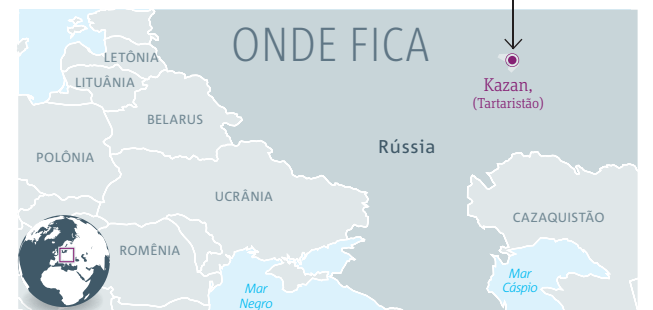 ONDE FICA
LETÔNIA
LITUÂNIA
Kazan,
(Tartaristão)
BELARUS
Rússia
POLÔNIA
UCRÂNIA
CAZAQUISTÃO
ROMÊNIA
Mar
Cáspio
Mar
Negro